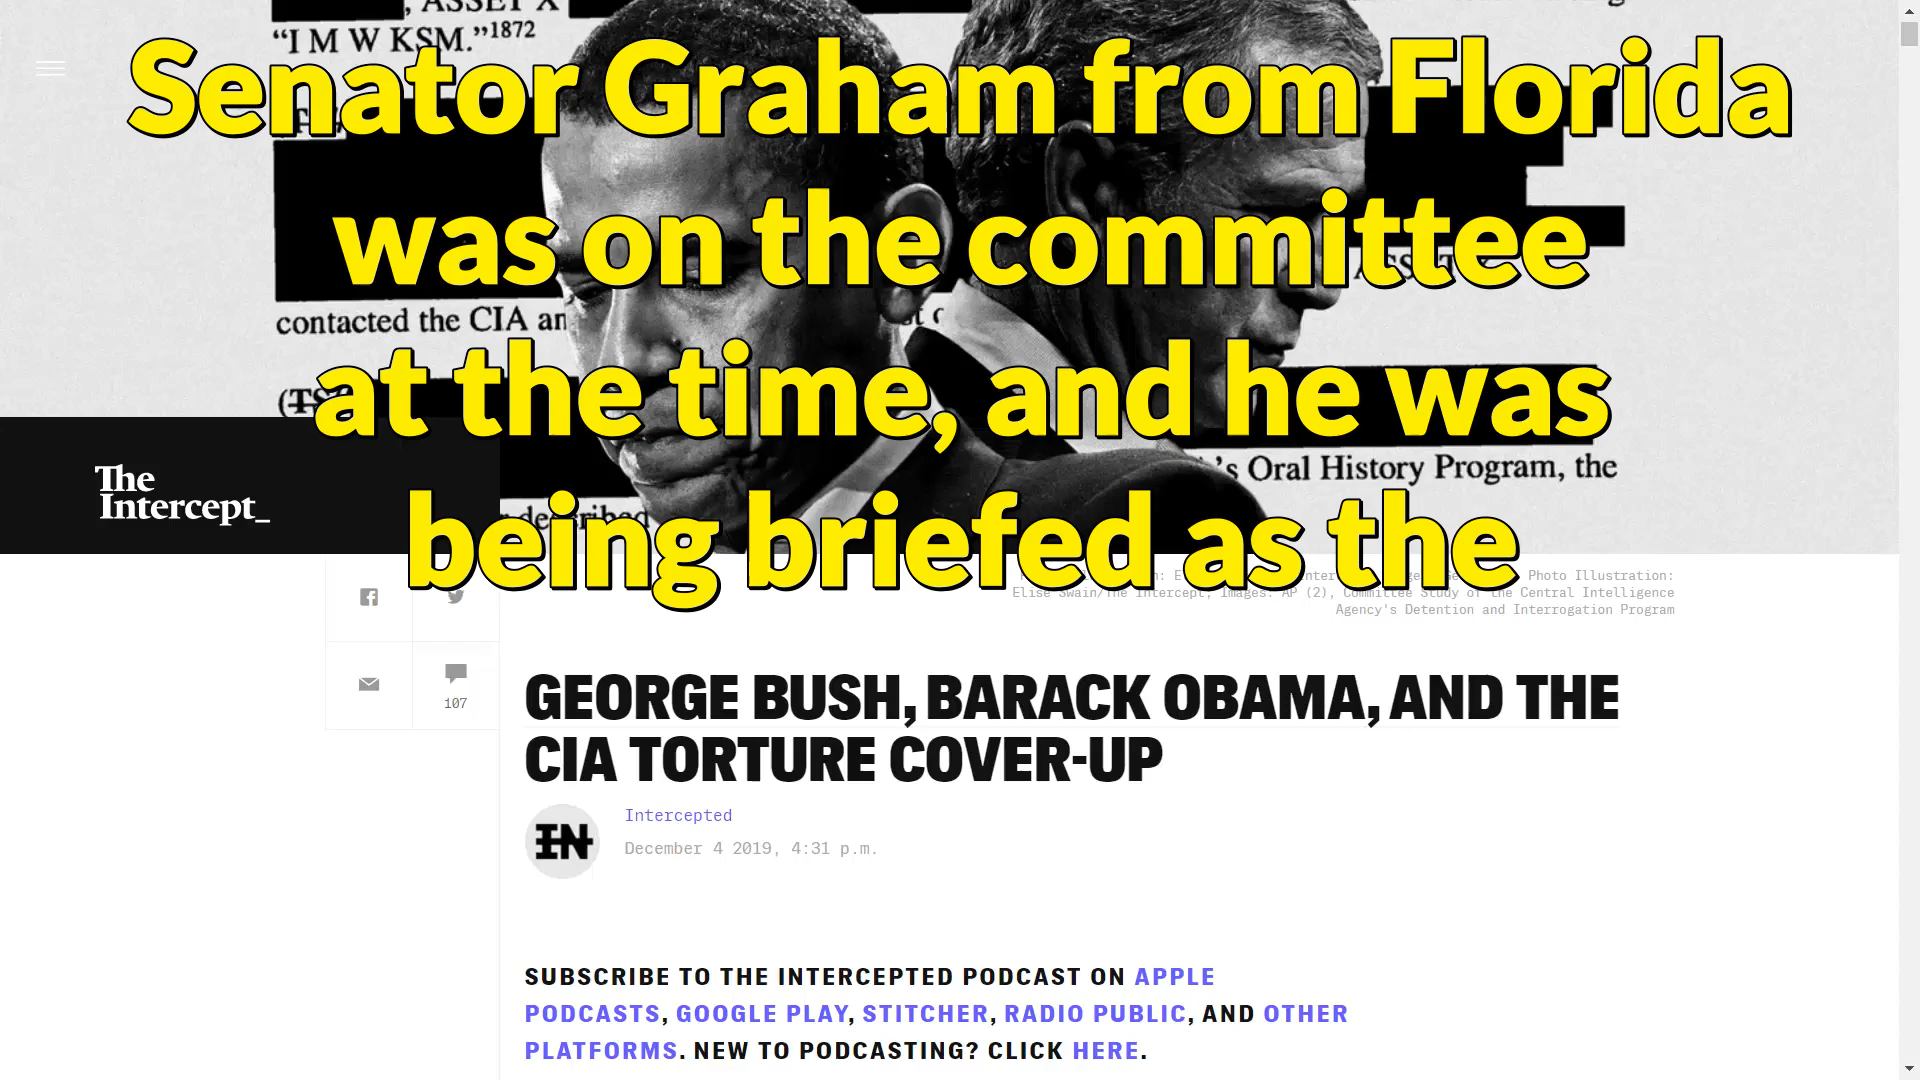 , ASSET X
“I M W KSM.”1872
Senator Graham from Florida
was on the committee
at the time, and he was
being briefed as the
contacted the CIA an
's Oral History Program, the
described
The
Intercept_
Photo Illustration:
Elise Swain/The Intercept; Images: AP (2), Committee Study of the Central Intelligence
Agency's Detention and Interrogation Program
107
GEORGE BUSH, BARACK OBAMA, AND THE
CIA TORTURE COVER-UP
IN
Intercepted
December 4 2019, 4:31 p.m.
SUBSCRIBE TO THE INTERCEPTED PODCAST ON APPLE
PODCASTS, GOOGLE PLAY, STITCHER, RADIO PUBLIC, AND OTHER
PLATFORMS. NEW TO PODCASTING? CLICK HERE.